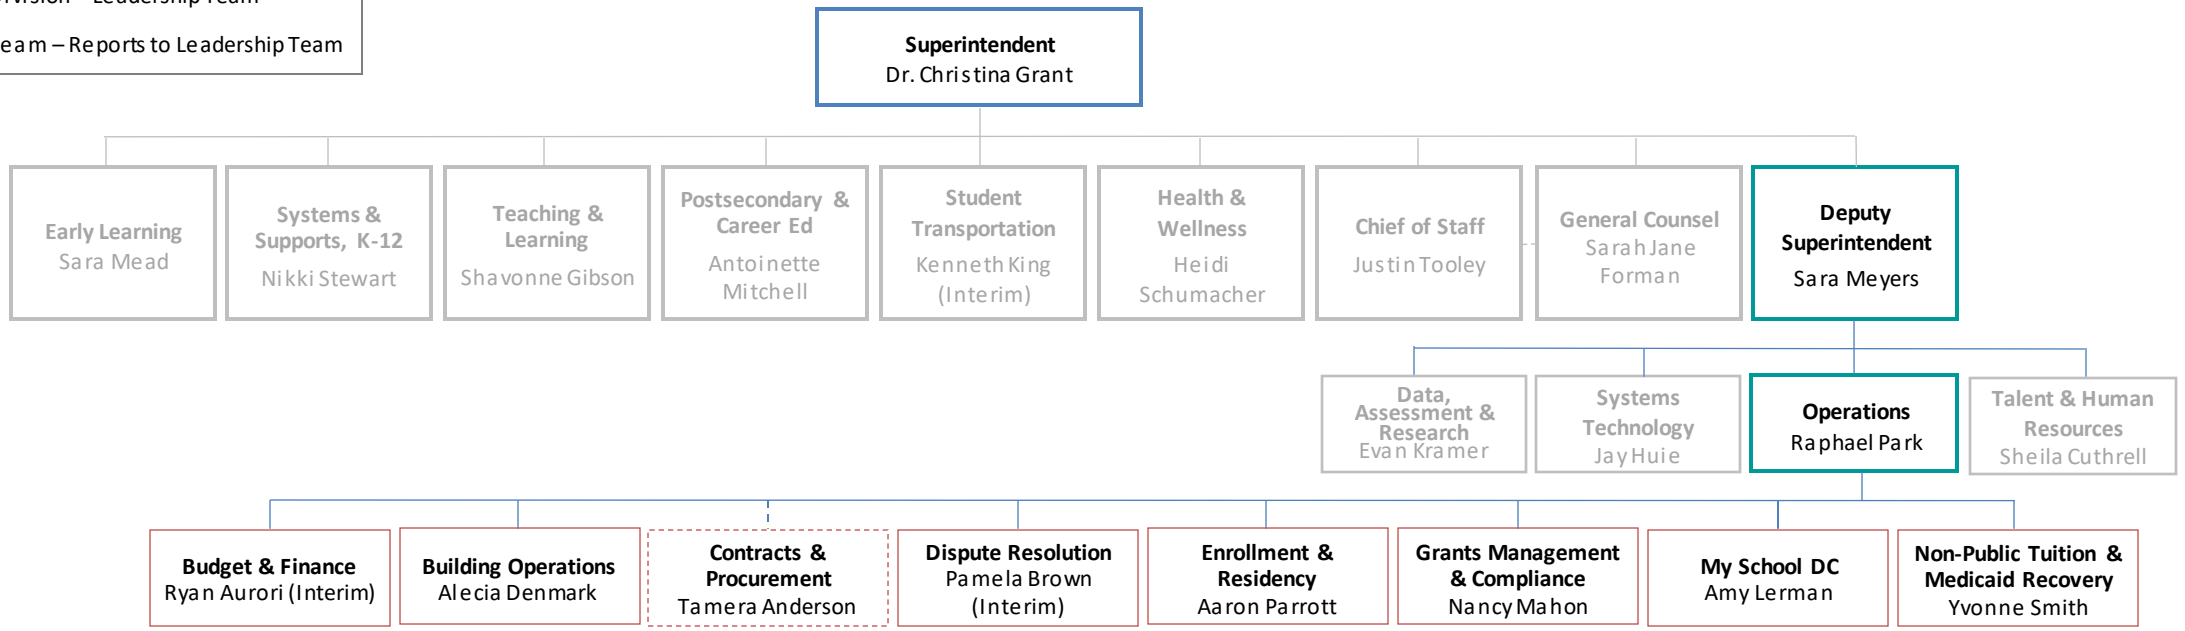 Division – Leadership Team
Team – Reports to Leadership Team
Superintendent
Dr. Christina Grant
Early Learning
Sara Mead
Systems &
Supports, K-12
Nikki Stewart
Teaching &
Learning
Shavonne Gibson
Postsecondary &
Career Ed
Antoinette
Mitchell
Student
Transportation
Kenneth King
(Interim)
Health &
Wellness
Heidi
Schumacher
Chief of Staff
Justin Tooley
General Counsel
Sarah Jane
Forman
Deputy
Superintendent
Sara Meyers
Data,
Assessment &
Research
Evan Kramer
Systems
Technology
Jay Huie
Operations
Raphael Park
Talent & Human
Resources
Sheila Cuthrell
Budget & Finance
Ryan Aurori (Interim)
Building Operations
Alecia Denmark
Contracts &
Procurement
Tamera Anderson
Dispute Resolution
Pamela Brown
(Interim)
Enrollment &
Residency
Aaron Parrott
Grants Management
& Compliance
Nancy Mahon
My School DC
Amy Lerman
Non-Public Tuition &
Medicaid Recovery
Yvonne Smith